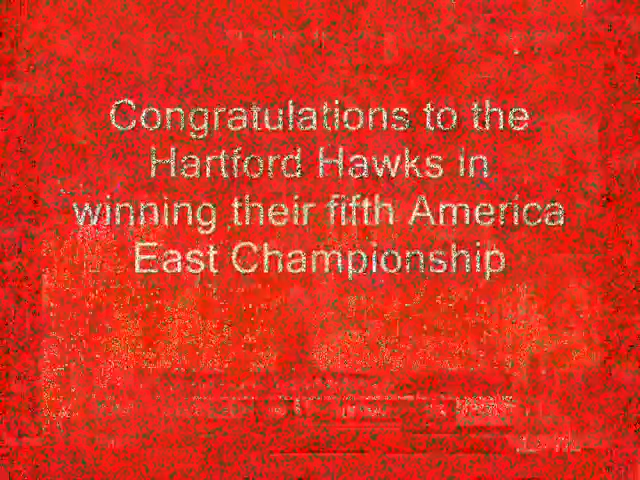 Congratulations to the
Hartford Hawks in
winning their fifth America
East Championship